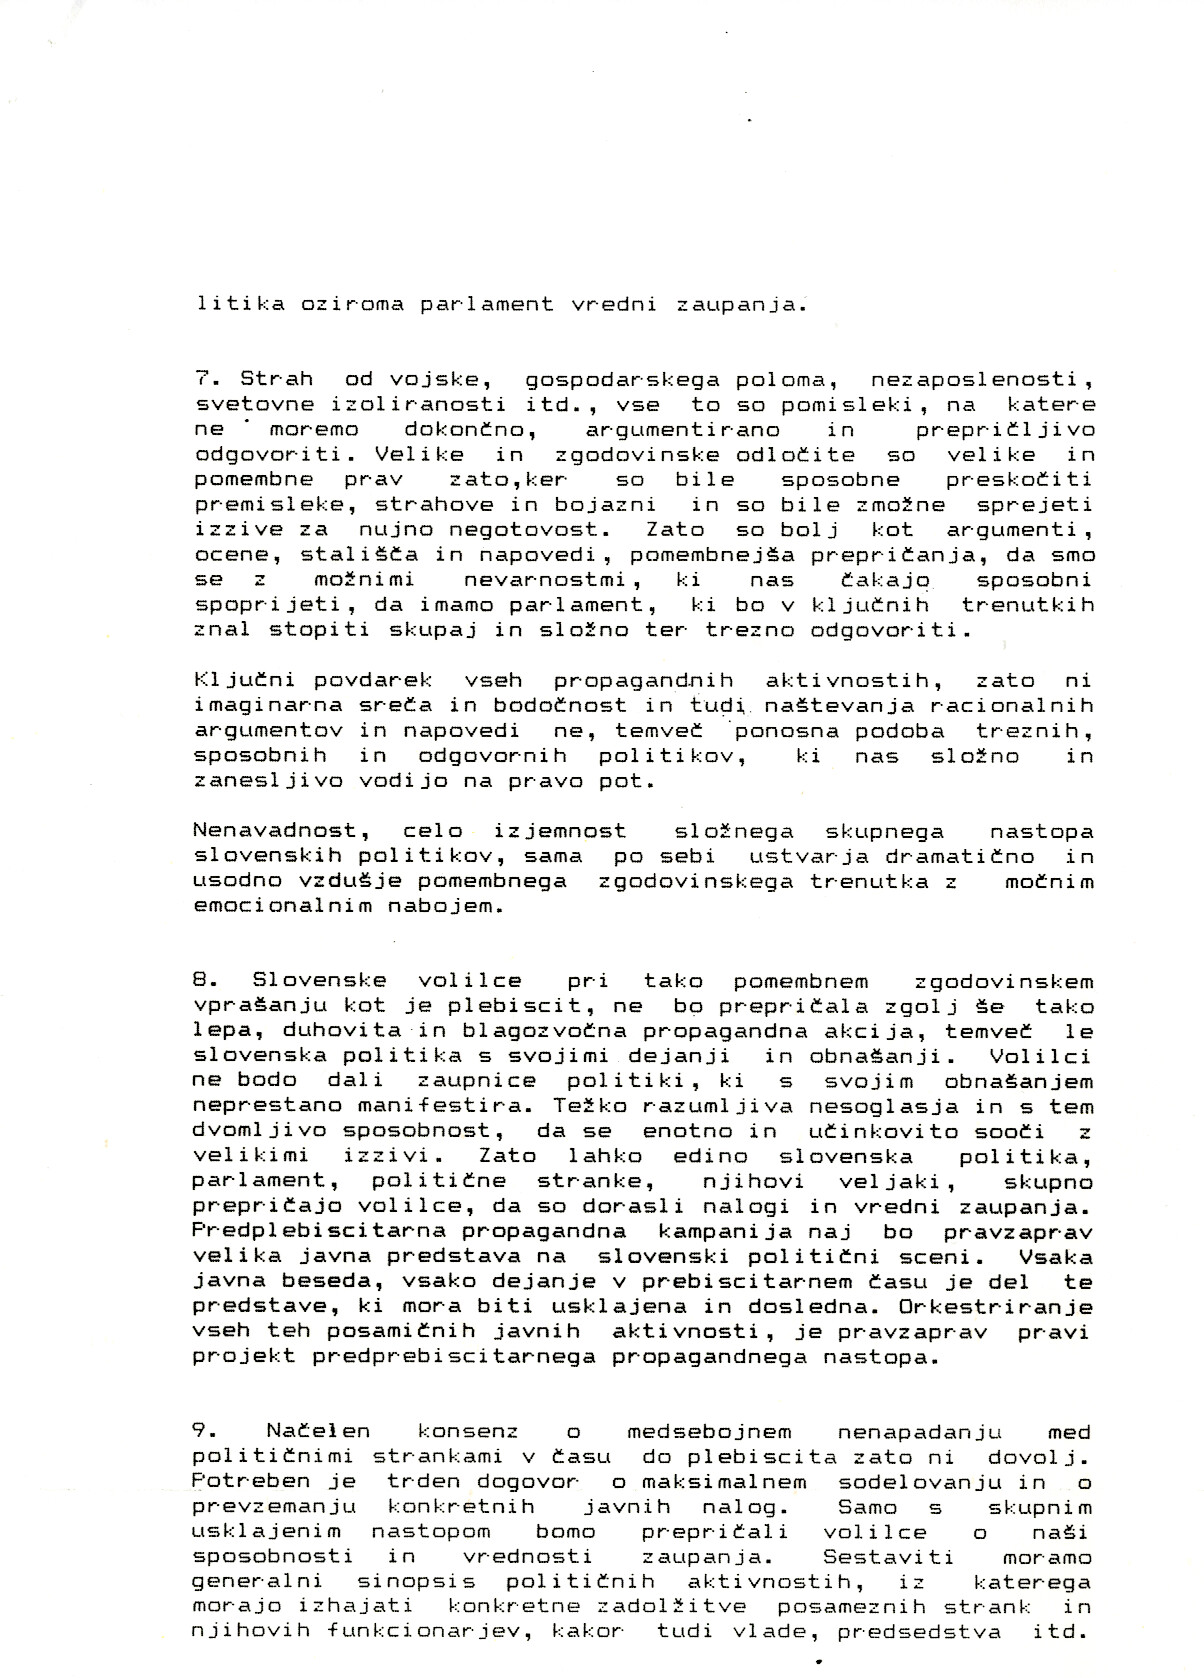 litika oziroma parlament vredni zaupanja.
7. Strah od vojske, gospodarskega poloma, nezaposlenosti,
svetovne izoliranosti itd., vse to so pomisleki, na katere
ne moremo dokončno, argumentirano in prepričljivo
odgovoriti. Velike in zgodovinske odločite so velike in
pomembne prav zato,ker so bile sposobne preskočiti
premisleke, strahove in bojazni in so bile zmožne sprejeti
izzive za nujno negotovost. Zato so bolj kot argumenti,
ocene, stališča in napovedi, pomembnejša prepričanja, da smo
se z možnimi nevarnostmi, ki nas čakajo sposobni
spoprijeti, da imamo parlament, ki bo v ključnih trenutkih
znal stopiti skupaj in složno ter trezno odgovoriti.
Ključni povdarek vseh propagandnih aktivnostih, zato ni
imaginarna sreča in bodočnost in tudi naštevanja racionalnih
argumentov in napovedi ne, temveč ponosna podoba treznih,
sposobnih in odgovornih politikov, ki nas složno in
zanesljivo vodijo na pravo pot.
Nenavadnost, celo izjemnost složnega skupnega nastopa
slovenskih politikov, sama po sebi ustvarja dramatično in
usodno vzdušje pomembnega zgodovinskega trenutka z močnim
emocionalnim nabojem.
8. Slovenske volilce pri tako pomembnem zgodovinskem
vprašanju kot je plebiscit, ne bo prepričala zgolj še tako
lepa, duhovita in blagozvočna propagandna akcija, temveč le
slovenska politika s svojimi dejanji in obnašanji. Volilci
ne bodo dali zaupnice politiki, ki s svojim obnašanjem
neprestano manifestira. Težko razumljiva nesoglasja in s tem
dvomljivo sposobnost, da se enotno in učinkovito sooči z
velikimi izzivi. Zato lahko edino slovenska politika,
parlament, politične stranke, njihovi veljaki, skupno
prepričajo volilce, da so dorasli nalogi in vredni zaupanja.
Predplebiscitarna propagandna kampanija naj bo pravzaprav
velika javna predstava na slovenski politični sceni. Vsaka
javna beseda, vsako dejanje v prebiscitarnem času je del te
predstave, ki mora biti usklajena in dosledna. Orkestriranje
vseh teh posamičnih javnih aktivnosti, je pravzaprav pravi
projekt predprebiscitarnega propagandnega nastopa.
9. Načelen konsenz o medsebojnem nenapadanju med
političnimi strankami v času do plebiscita zato ni dovolj.
Potreben je trden dogovor o maksimalnem sodelovanju in o
prevzemanju konkretnih javnih nalog. Samo s skupnim
usklajenim nastopom bomo prepričali volilce o naši
sposobnosti in vrednosti zaupanja. Sestaviti moramo
generalni sinopsis političnih aktivnostih, iz katerega
morajo izhajati konkretne zadolžitve posameznih strank in
njihovih funkcionarjev, kakor tudi vlade, predsedstva itd.